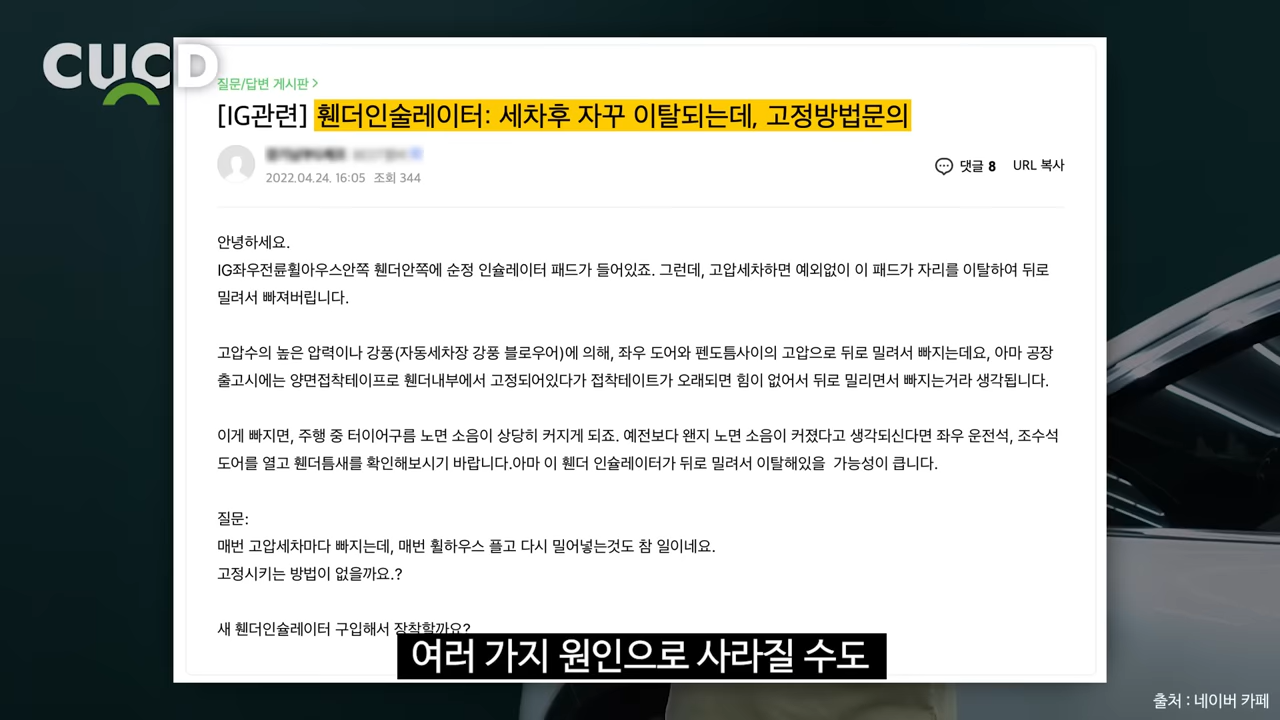 CUCD
질문/답변 게시판 >
[IG관련] 휀더인술레이터: 세차후 자꾸 이탈되는데, 고정방법문의
2022.04.24. 16:05 조회 344
댓글 8 URL 복사
안녕하세요.
IG좌우전륜휠아우스안쪽 휀더안쪽에 순정 인슐레이터 패드가 들어있죠. 그런데, 고압세차하면 예외없이 이 패드가 자리를 이탈하여 뒤로
밀려서 빠져버립니다.
고압수의 높은 압력이나 강풍(자동세차장 강풍 블로우어)에 의해, 좌우 도어와 펜도틈사이의 고압으로 뒤로 밀려서 빠지는데요, 아마 공장
출고시에는 양면접착테이프로 휀더내부에서 고정되어있다가 접착테이트가 오래되면 힘이 없어서 뒤로 밀리면서 빠지는거라 생각됩니다.
이게 빠지면, 주행 중 터이어구름 노면 소음이 상당히 커지게 되죠. 예전보다 왠지 노면 소음이 커졌다고 생각되신다면 좌우 운전석, 조수석
도어를 열고 휀더틈새를 확인해보시기 바랍니다.아마 이 휀더 인슐레이터가 뒤로 밀려서 이탈해있을 가능성이 큽니다.
질문:
매번 고압세차마다 빠지는데, 매번 휠하우스 플고 다시 밀어넣는것도 참 일이네요.
고정시키는 방법이 없을까요.?
새 휀더인슐레이터 구입해서 장착할까요?
여러 가지 원인으로 사라질 수도
출처 : 네이버 카페